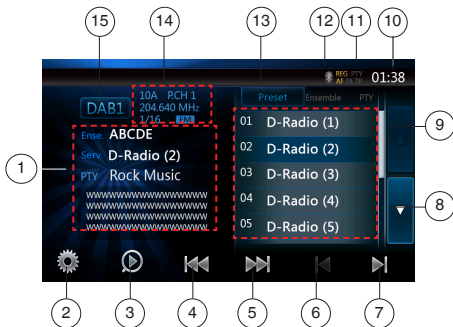 15 14 13 12 11 10
REG PTY
AF TA TP
01:38
DAB1
10A P.CH 1
204.640 MHz
1/16 FM
Preset Ensemble PTY
Ense. ABCDE
Serv D-Radio (2)
PTY Rock Music
WWWWWWWWWWWWWWWW
WWWWWWWWWWWWWWWW
WWWWWWWWWWWWWWWW
WWWWWWWWWWWWWWWW
01 D-Radio (1)
02 D-Radio (2)
03 D-Radio (3)
04 D-Radio (4)
05 D-Radio (5)
1
9
8
2 3 4 5 6 7